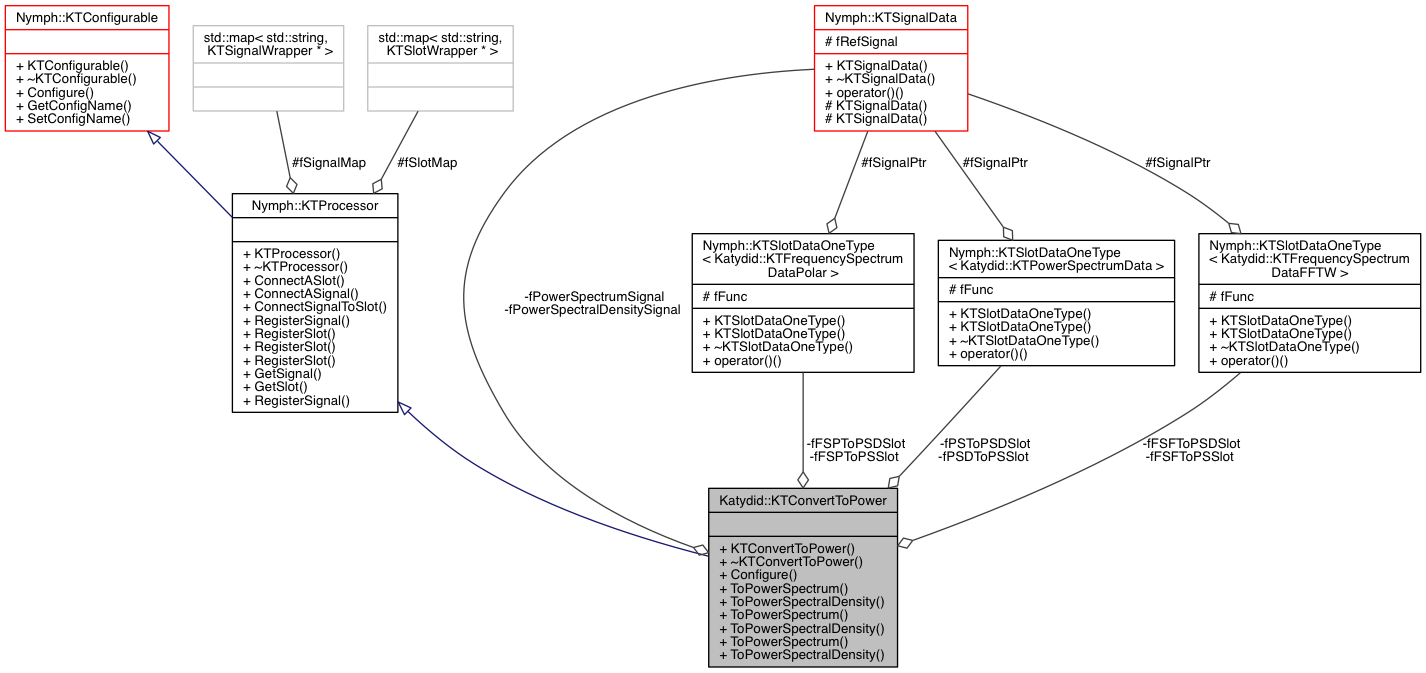 Nymph::KTConfigurable
+ KTConfigurable()
+ ~KTConfigurable()
+ Configure()
+ GetConfigName()
+ SetConfigName()
std::map< std::string,
KTSignalWrapper * >
std::map< std::string,
KTSlotWrapper * >
Nymph::KTSignalData
# fRefSignal
+ KTSignalData()
+ ~KTSignalData()
+ operator()()
# KTSignalData()
# KTSignalData()
#fSignalMap
#fSlotMap
#fSignalPtr
#fSignalPtr
#fSignalPtr
Nymph::KTProcessor
+ KTProcessor()
+ ~KTProcessor()
+ ConnectASlot()
+ ConnectASignal()
+ ConnectSignalToSlot()
+ RegisterSignal()
+ RegisterSlot()
+ RegisterSlot()
+ RegisterSlot()
+ GetSignal()
+ GetSlot()
+ RegisterSignal()
-fPowerSpectrumSignal
-fPowerSpectralDensitySignal
Nymph::KTSlotDataOneType
< Katydid::KTFrequencySpectrum
DataPolar >
# fFunc
+ KTSlotDataOneType()
+ KTSlotDataOneType()
+ ~KTSlotDataOneType()
+ operator()()
Nymph::KTSlotDataOneType
< Katydid::KTPowerSpectrumData >
# fFunc
+ KTSlotDataOneType()
+ KTSlotDataOneType()
+ ~KTSlotDataOneType()
+ operator()()
Nymph::KTSlotDataOneType
< Katydid::KTFrequencySpectrum
DataFFTW >
# fFunc
+ KTSlotDataOneType()
+ KTSlotDataOneType()
+ ~KTSlotDataOneType()
+ operator()()
-fFSPToPSDSlot
-fFSPToPSSlot
-fPSToPSDSlot
-fPSDToPSSlot
-fFSFToPSDSlot
-fFSFToPSSlot
Katydid::KTConvertToPower
+ KTConvertToPower()
+ ~KTConvertToPower()
+ Configure()
+ ToPowerSpectrum()
+ ToPowerSpectralDensity()
+ ToPowerSpectrum()
+ ToPowerSpectralDensity()
+ ToPowerSpectrum()
+ ToPowerSpectralDensity()